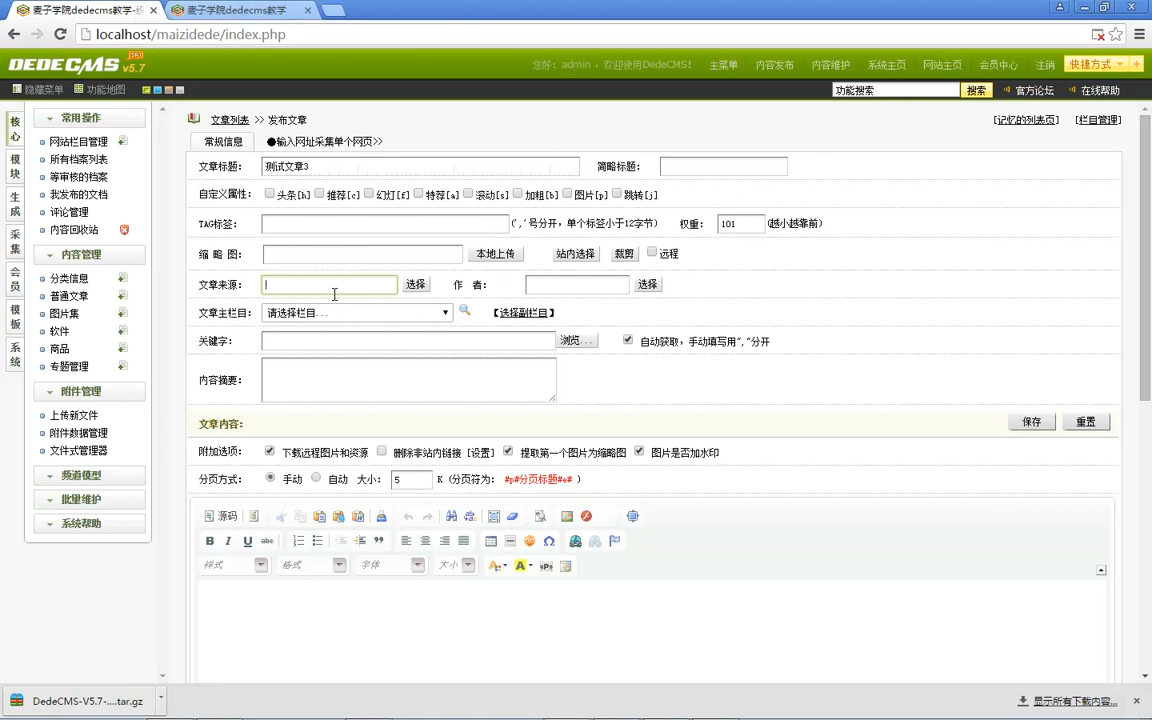 麦子学院dedecms教学-织
麦子学院dedecms教学
localhost/maizidede/index.php
DEDECMS v5.7 SP1
您好：admin ，欢迎使用DedeCMS！ 主菜单 内容发布 内容维护 系统主页 网站主页 会员中心 注销 快捷方式
隐藏菜单 功能地图 功能搜索 搜索 官方论坛 在线帮助
核心
模块
生成
采集
会员
模板
系统
常用操作
网站栏目管理
所有档案列表
等审核的档案
我发布的文档
评论管理
内容回收站
内容管理
分类信息
普通文章
图片集
软件
商品
专题管理
附件管理
上传新文件
附件数据管理
文件式管理器
频道模型
批量维护
系统帮助
文章列表 >> 发布文章 [记忆的列表页] [栏目管理]
常规信息 ●输入网址采集单个网页>>
文章标题： 测试文章3 简略标题：
自定义属性： 头条[h] 推荐[c] 幻灯[f] 特荐[a] 滚动[s] 加粗[b] 图片[p] 跳转[j]
TAG标签： (','号分开，单个标签小于12字节) 权重： 101 (越小越靠前)
缩 略 图： 本地上传 站内选择 裁剪 远程
文章来源： 选择 作 者： 选择
文章主栏目： 请选择栏目... 【选择副栏目】
关键字： 浏览... 自动获取，手动填写用","分开
内容摘要：
文章内容： 保存 重置
附加选项： 下载远程图片和资源 删除非站内链接 [设置] 提取第一个图片为缩略图 图片是否加水印
分页方式： 手动 自动 大小： 5 K (分页符为： #p#分页标题#e# )
源码
B I U abc
样式 格式 字体 大小
DedeCMS-V5.7-....tar.gz 显示所有下载内容...